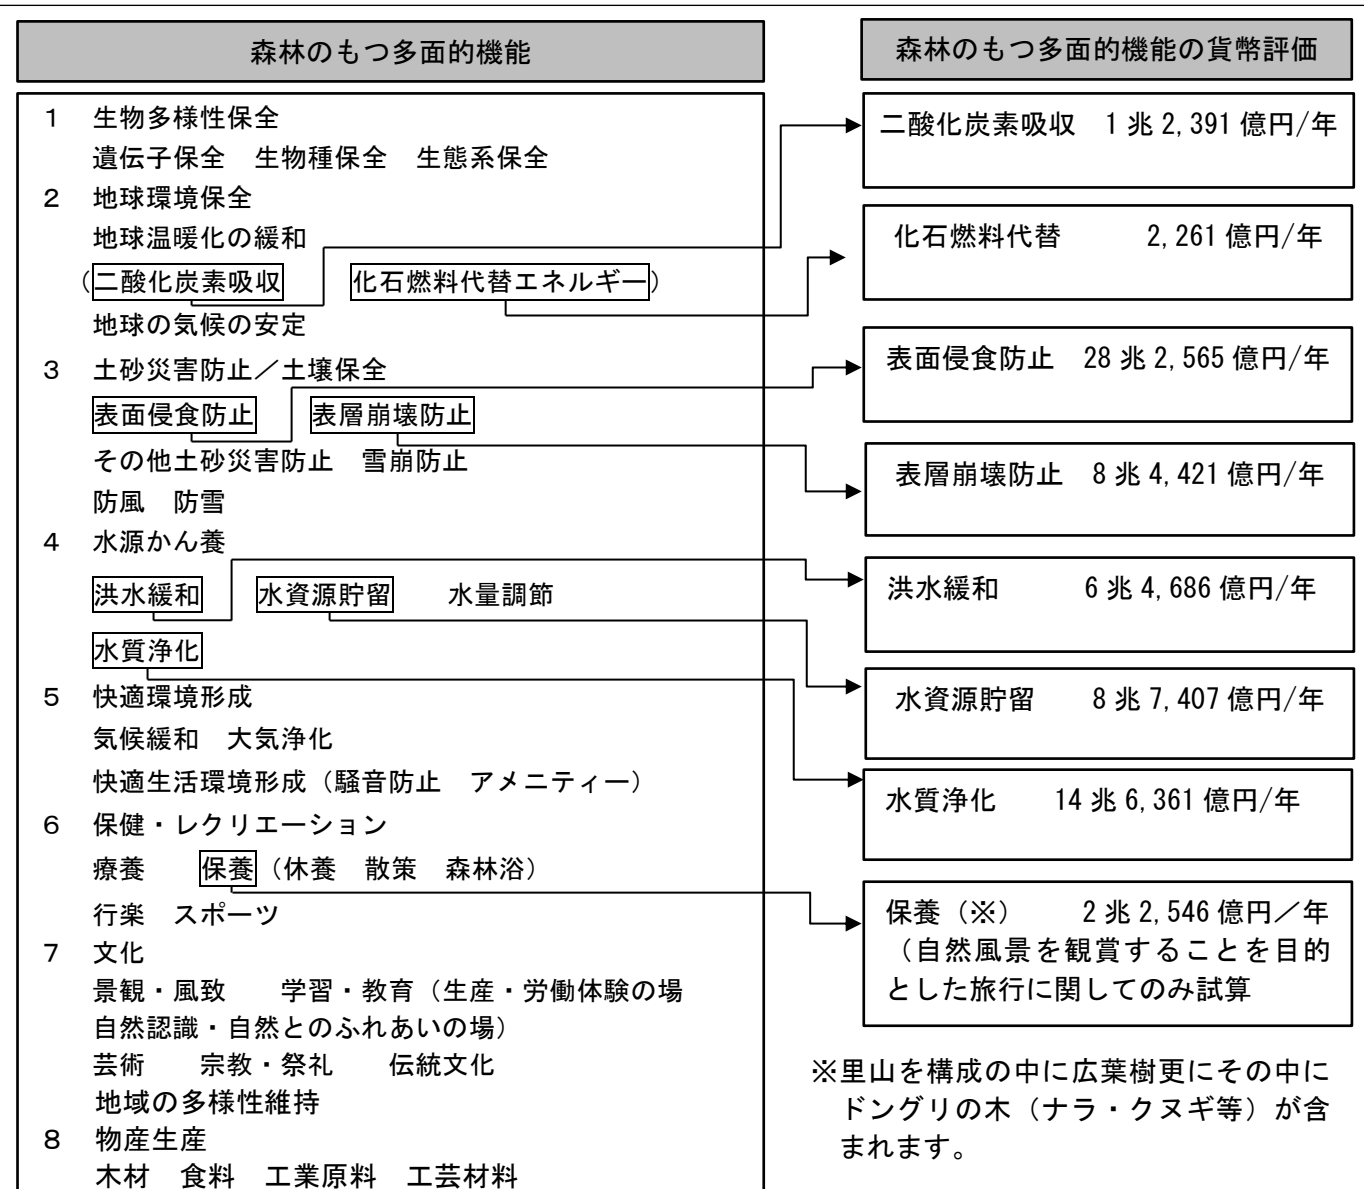 森林のもつ多面的機能
1 生物多様性保全
遺伝子保全 生物種保全 生態系保全
2 地球環境保全
地球温暖化の緩和
（二酸化炭素吸収 化石燃料代替エネルギー）
地球の気候の安定
3 土砂災害防止／土壌保全
表面侵食防止 表層崩壊防止
その他土砂災害防止 雪崩防止
防風 防雪
4 水源かん養
洪水緩和 水資源貯留 水量調節
水質浄化
5 快適環境形成
気候緩和 大気浄化
快適生活環境形成（騒音防止 アメニティー）
6 保健・レクリエーション
療養 保養（休養 散策 森林浴）
行楽 スポーツ
7 文化
景観・風致 学習・教育（生産・労働体験の場
自然認識・自然とのふれあいの場）
芸術 宗教・祭礼 伝統文化
地域の多様性維持
8 物産生産
木材 食料 工業原料 工芸材料
森林のもつ多面的機能の貨幣評価
二酸化炭素吸収 1兆2,391億円/年
化石燃料代替 2,261億円/年
表面侵食防止 28兆2,565億円/年
表層崩壊防止 8兆4,421億円/年
洪水緩和 6兆4,686億円/年
水資源貯留 8兆7,407億円/年
水質浄化 14兆6,361億円/年
保養（※） 2兆2,546億円／年
（自然風景を観賞することを目的
とした旅行に関してのみ試算
※里山を構成の中に広葉樹更にその中に
ドングリの木（ナラ・クヌギ等）が含
まれます。